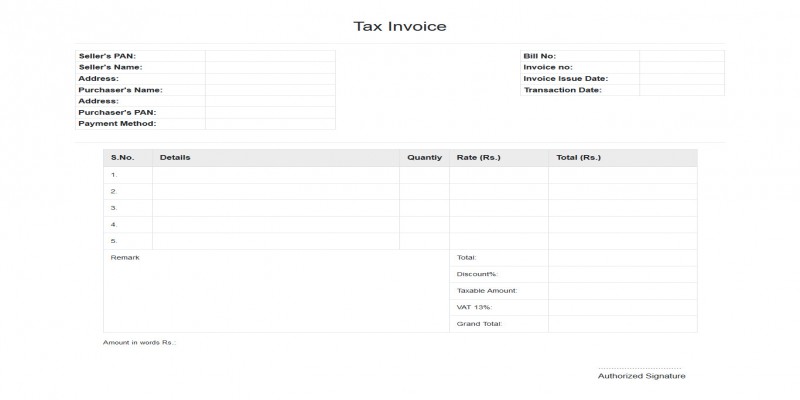 Tax Invoice
Seller's PAN:
Seller's Name:
Address:
Purchaser's Name:
Address:
Purchaser's PAN:
Payment Method:
Bill No:
Invoice no:
Invoice Issue Date:
Transaction Date:
S.No. Details Quantly Rate (Rs.) Total (Rs.)
1.
2.
3.
4.
5.
Remark
Total:
Discount%:
Taxable Amount:
VAT 13%:
Grand Total:
Amount in words Rs.:
Authorized Signature